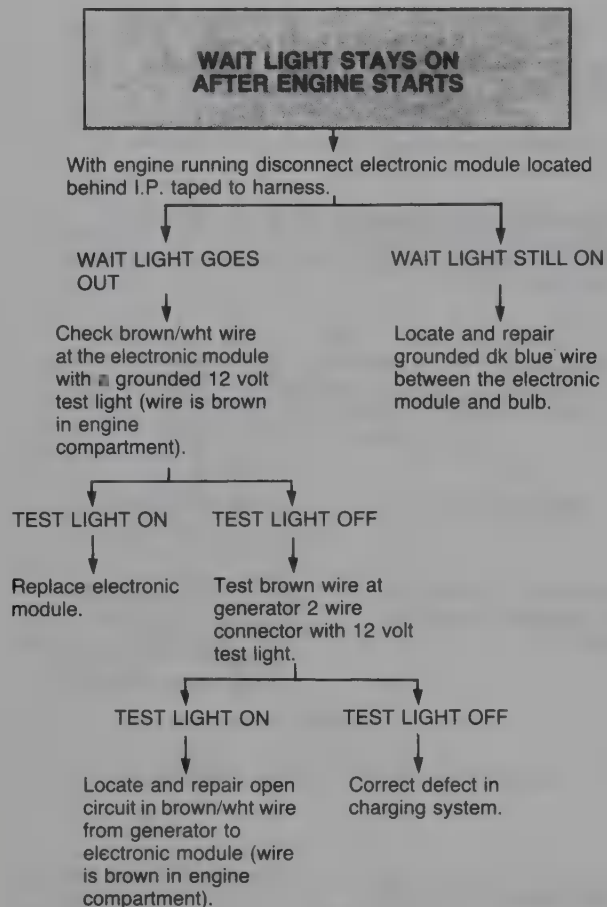 WAIT LIGHT STAYS ON
AFTER ENGINE STARTS
With engine running disconnect electronic module located
behind I.P. taped to harness.
WAIT LIGHT GOES
OUT
Check brown/wht wire
at the electronic module
with a grounded 12 volt
test light (wire is brown
in engine
compartment).
WAIT LIGHT STILL ON
Locate and repair
grounded dk blue wire
between the electronic
module and bulb.
TEST LIGHT ON
Replace electronic
module.
TEST LIGHT OFF
Test brown wire at
generator 2 wire
connector with 12 volt
test light.
TEST LIGHT ON
Locate and repair open
circuit in brown/wht wire
from generator to
electronic module (wire
is brown in engine
compartment).
TEST LIGHT OFF
Correct defect in
charging system.